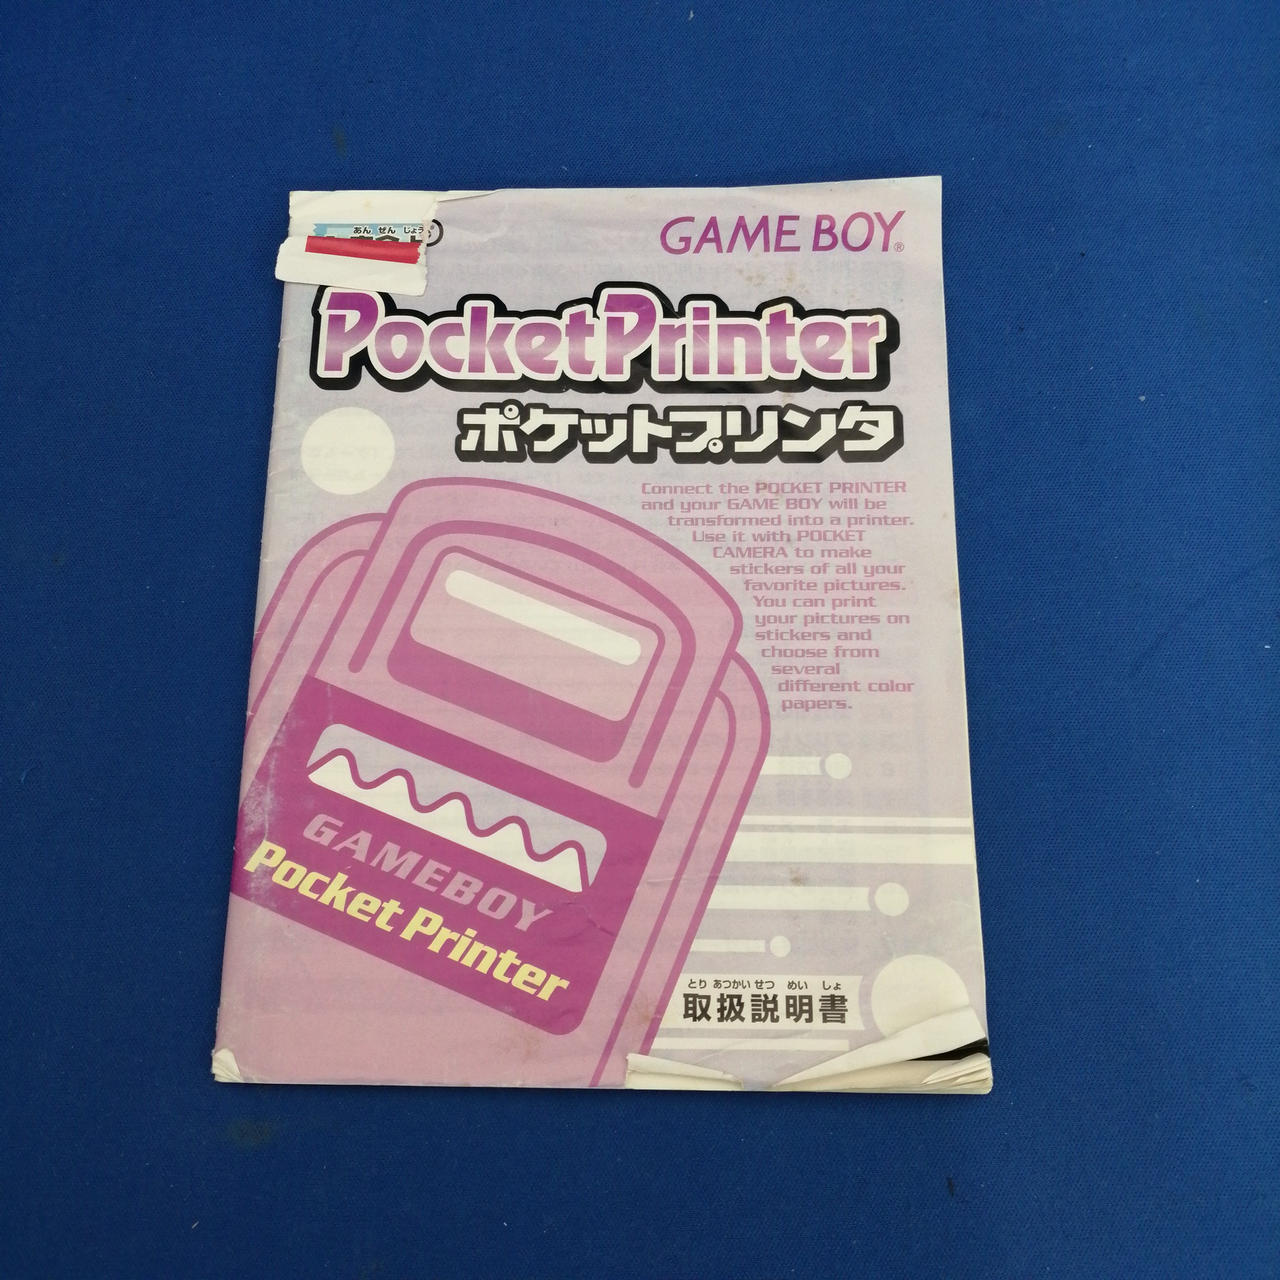 あん ぜん じょう
GAME BOY®
PocketPrinter
ポケットプリンタ
Connect the POCKET PRINTER
and your GAME BOY will be
transformed into a printer.
Use it with POCKET
CAMERA to make
stickers of all your
favorite pictures.
You can print
your pictures on
stickers and
choose from
several
different color
papers.
GAMEBOY
Pocket Printer
とり あつかい せつ めい しょ
取扱説明書